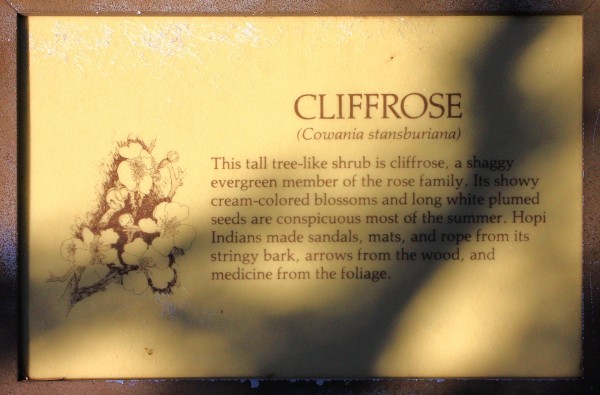 CLIFFROSE
(Cowania stansburiana)
This tall tree-like shrub is cliffrose, a shaggy
evergreen member of the rose family. Its showy
cream-colored blossoms and long white plumed
seeds are conspicuous most of the summer. Hopi
Indians made sandals, mats, and rope from its
stringy bark, arrows from the wood, and
medicine from the foliage.